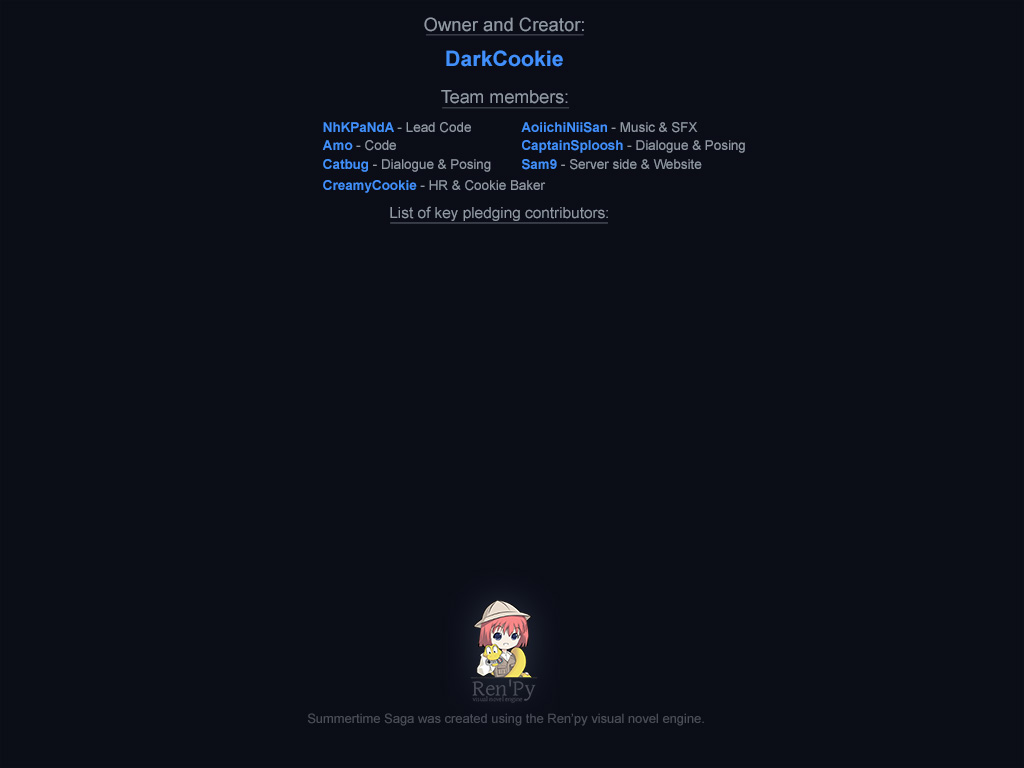 Owner and Creator:
DarkCookie
Team members:
NhKPaNdA - Lead Code
AoiichiNiiSan - Music & SFX
Amo - Code
CaptainSploosh - Dialogue & Posing
Catbug - Dialogue & Posing
Sam9 - Server side & Website
CreamyCookie - HR & Cookie Baker
List of key pledging contributors:
Ren'Py
visual novel engine
Summertime Saga was created using the Ren'py visual novel engine.